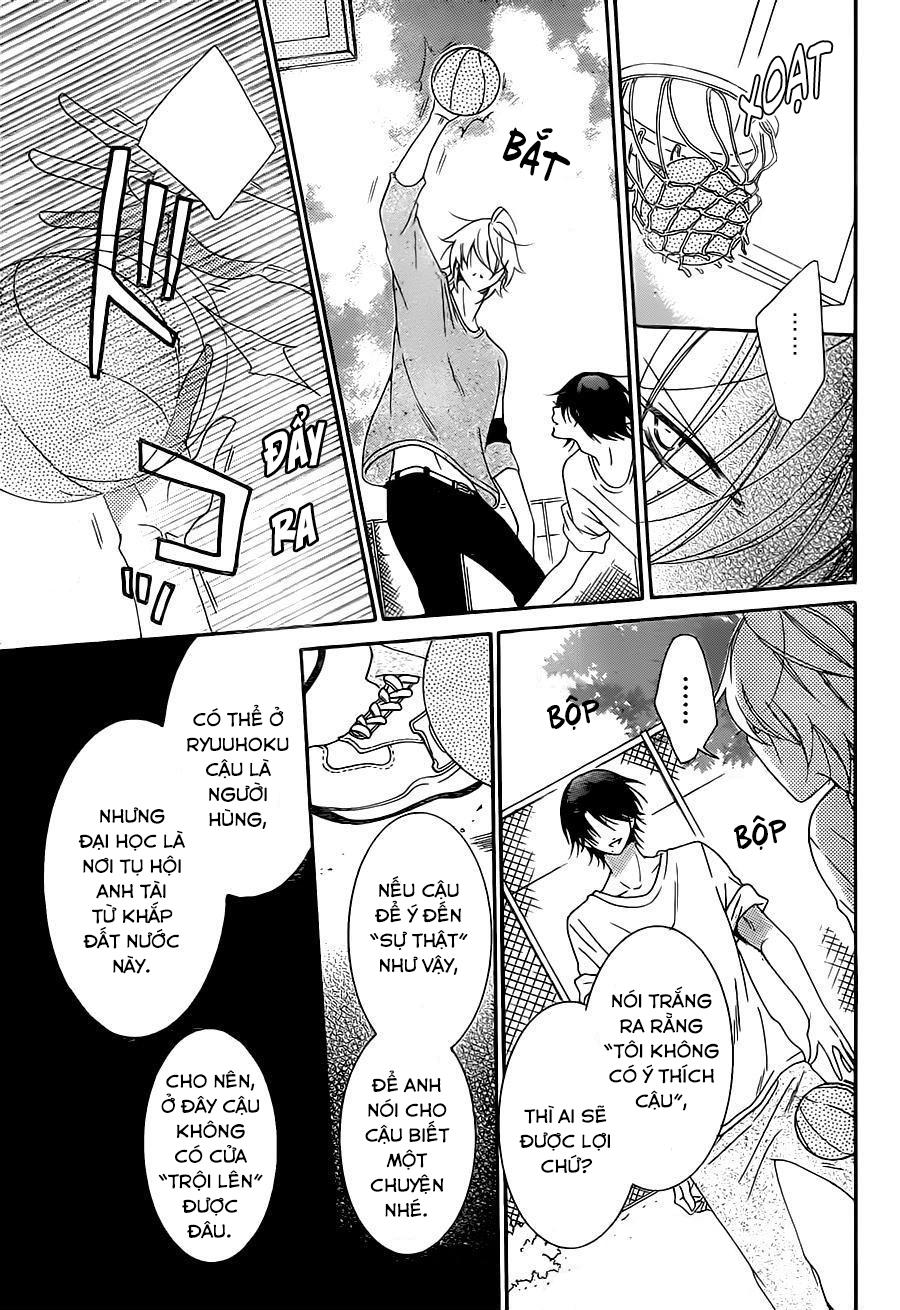 XOẠT
......
BẮT
ドゴ
ĐẨY
RA
......
BỘP
BỘP
NÓI TRẮNG
RA RẰNG
“TÔI KHÔNG
CÓ Ý THÍCH
CẬU”,
THÌ AI SẼ
ĐƯỢC LỢI
CHỨ?
NẾU CẬU
ĐỂ Ý ĐẾN
“SỰ THẬT”
NHƯ VẬY,
ĐỂ ANH
NÓI CHO
CẬU BIẾT
MỘT
CHUYỆN
NHÉ.
CÓ THỂ Ở
RYUUHOKU
CẬU LÀ
NGƯỜI
HÙNG,
NHƯNG
ĐẠI HỌC LÀ
NƠI TỤ HỘI
ANH TÀI
TỪ KHẮP
ĐẤT NƯỚC
NÀY.
CHO NÊN,
Ở ĐÂY CẬU
KHÔNG
CÓ CỬA
“TRỘI LÊN”
ĐƯỢC
ĐÂU.